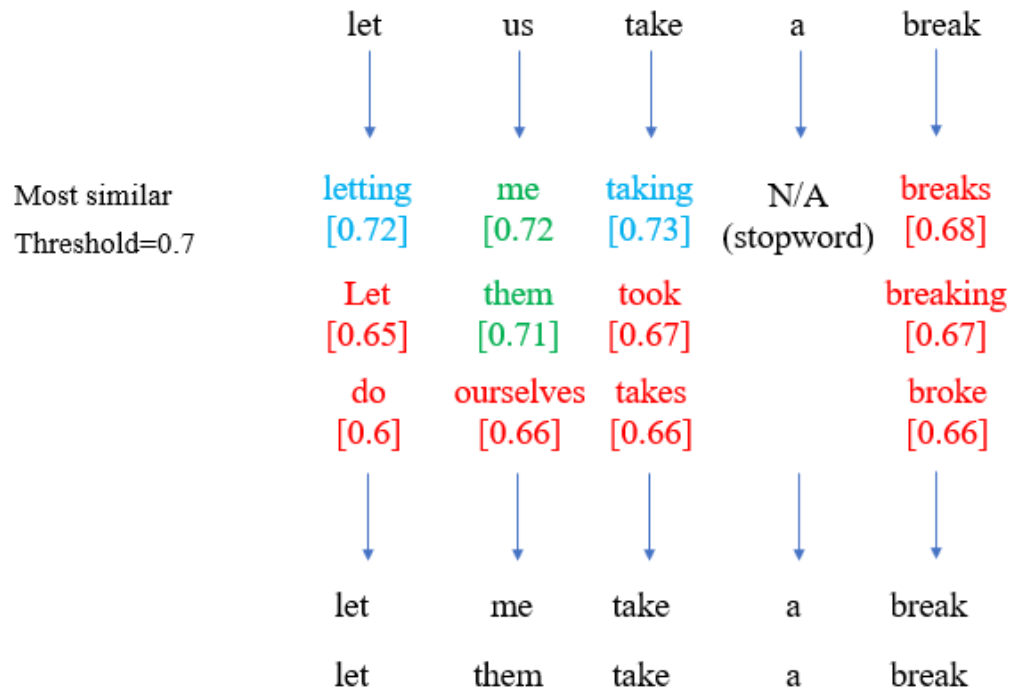 let us take a break
Most similar
Threshold=0.7
letting me taking N/A breaks
[0.72] [0.72 [0.73] (stopword) [0.68]
Let them took breaking
[0.65] [0.71] [0.67] [0.67]
do ourselves takes broke
[0.6] [0.66] [0.66] [0.66]
let me take a break
let them take a break